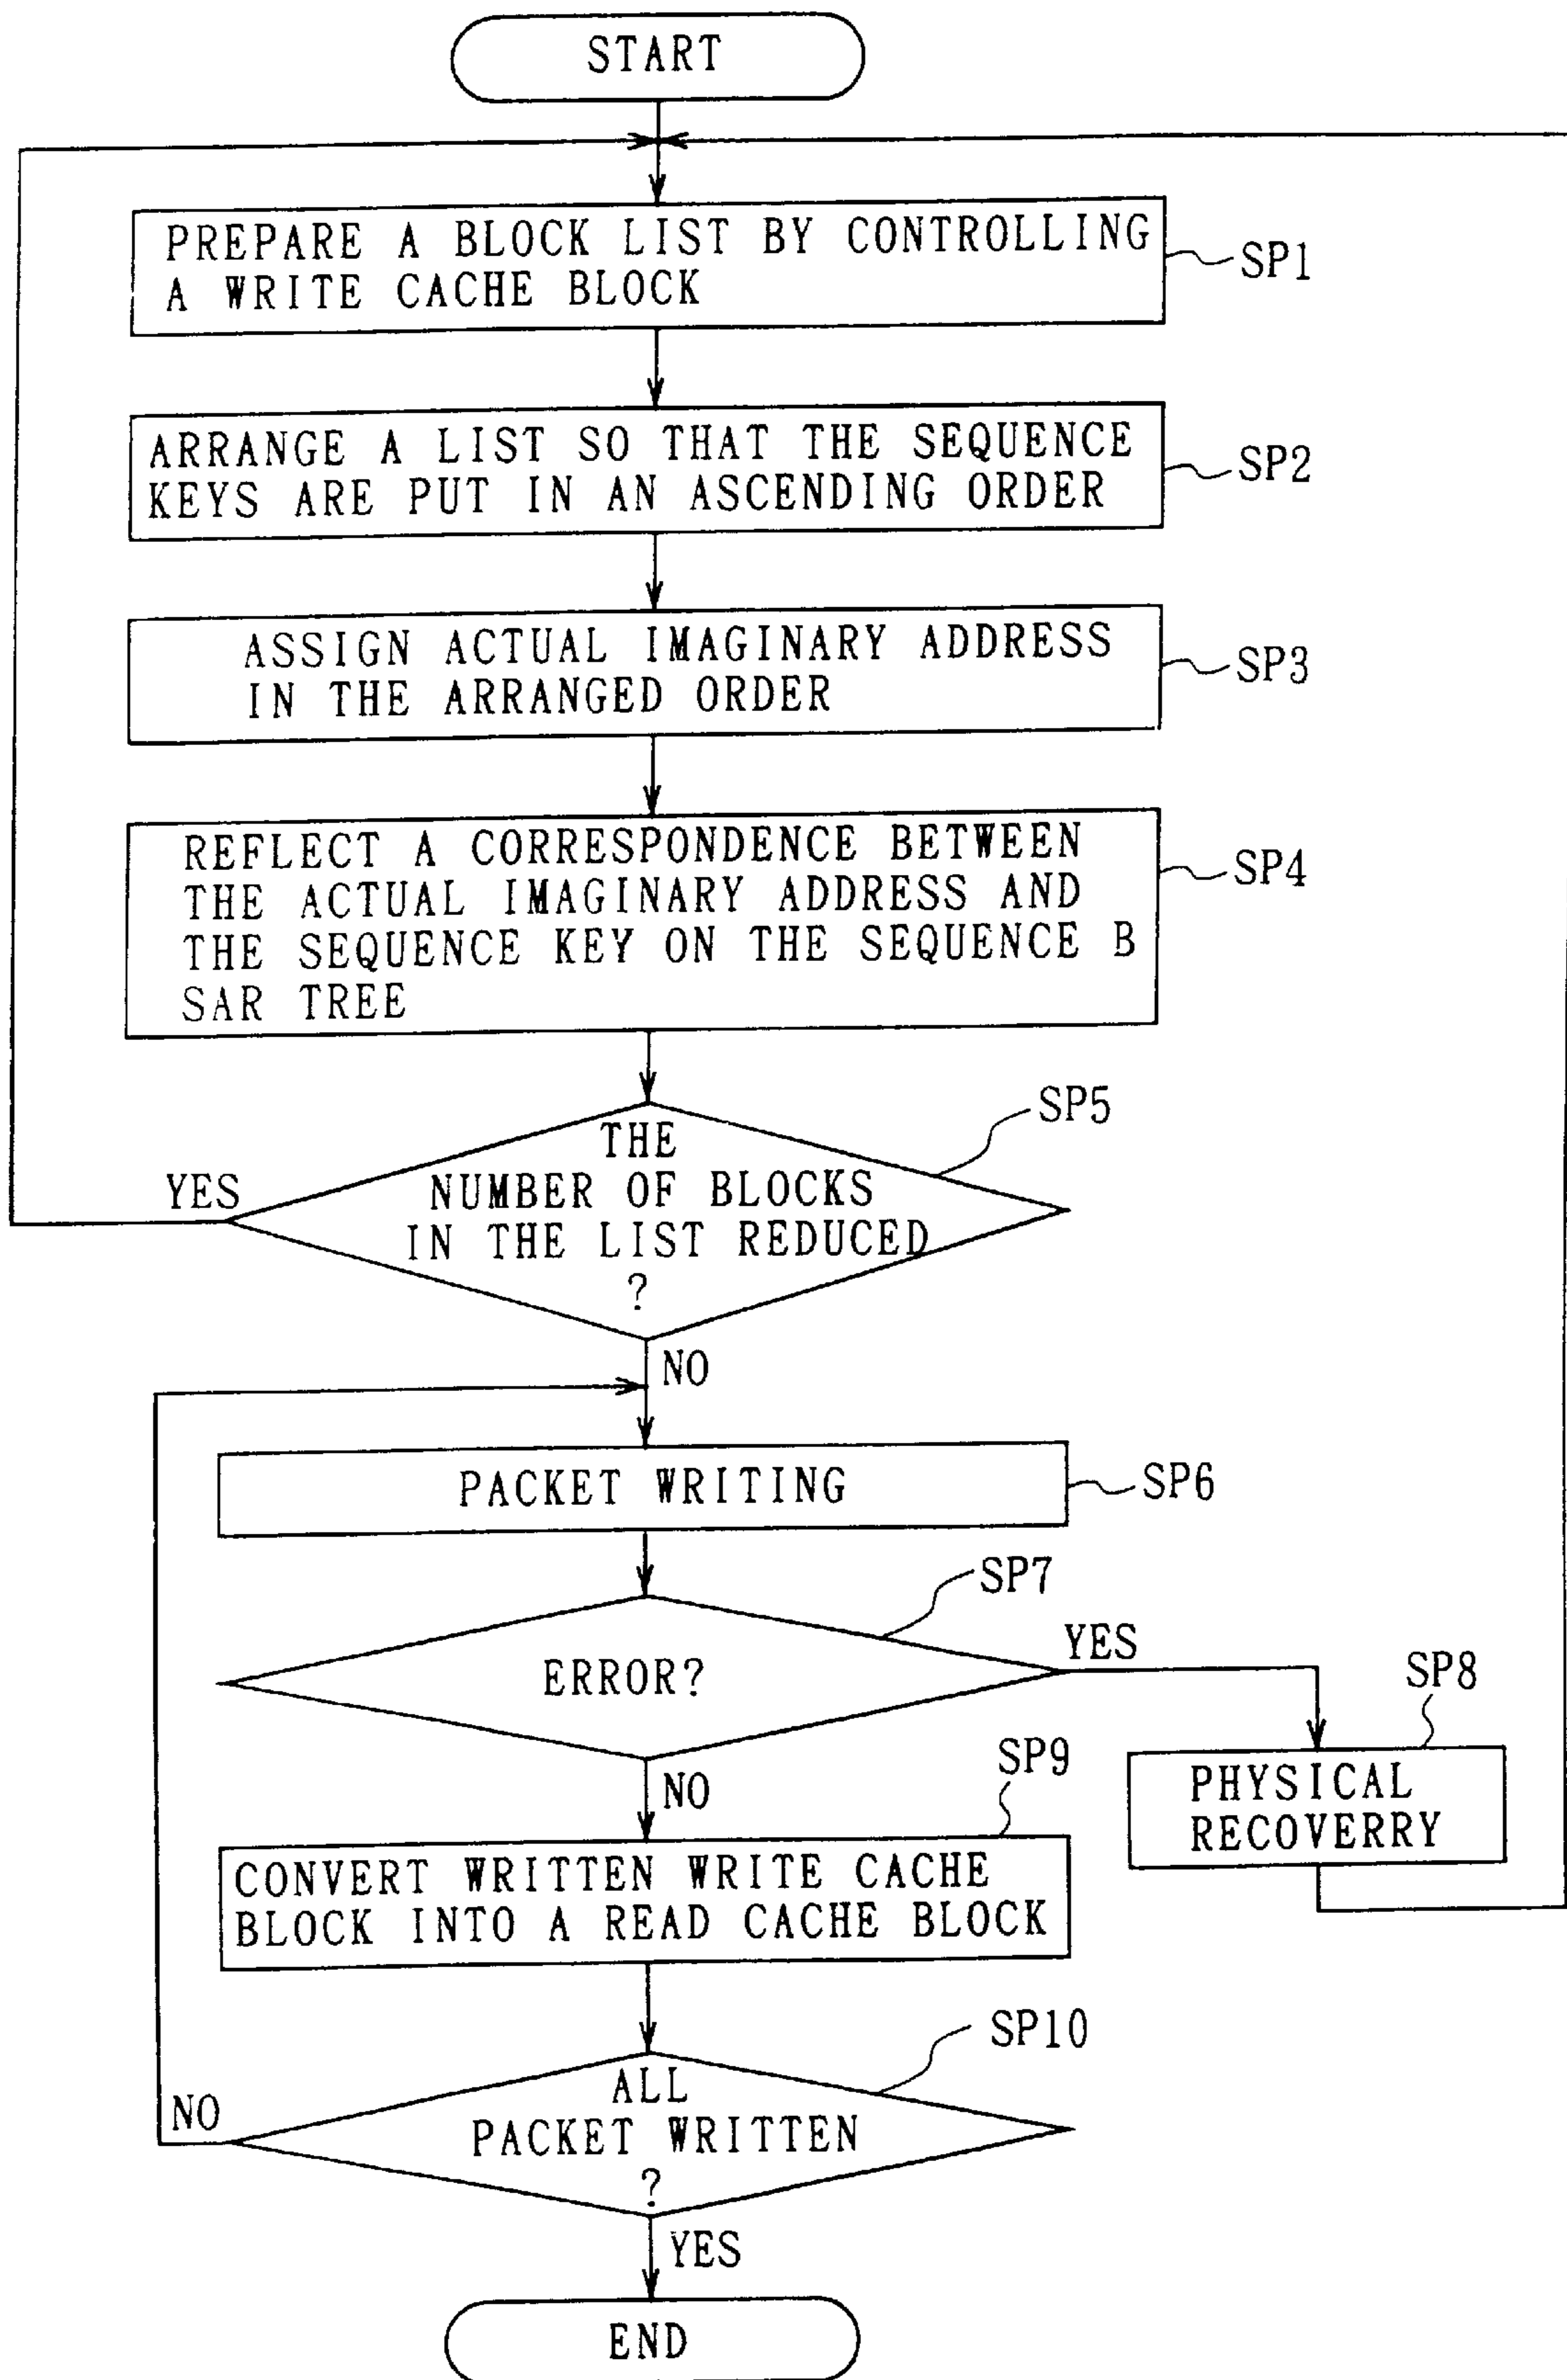 START
PREPARE A BLOCK LIST BY CONTROLLING
A WRITE CACHE BLOCK
SP1
ARRANGE A LIST SO THAT THE SEQUENCE
KEYS ARE PUT IN AN ASCENDING ORDER
SP2
ASSIGN ACTUAL IMAGINARY ADDRESS
IN THE ARRANGED ORDER
SP3
REFLECT A CORRESPONDENCE BETWEEN
THE ACTUAL IMAGINARY ADDRESS AND
THE SEQUENCE KEY ON THE SEQUENCE B
SAR TREE
SP4
SP5
THE
NUMBER OF BLOCKS
IN THE LIST REDUCED
?
YES
NO
PACKET WRITING
SP6
SP7
ERROR?
YES
SP8
PHYSICAL
RECOVERRY
NO
SP9
CONVERT WRITTEN WRITE CACHE
BLOCK INTO A READ CACHE BLOCK
SP10
ALL
PACKET WRITTEN
?
NO
YES
END